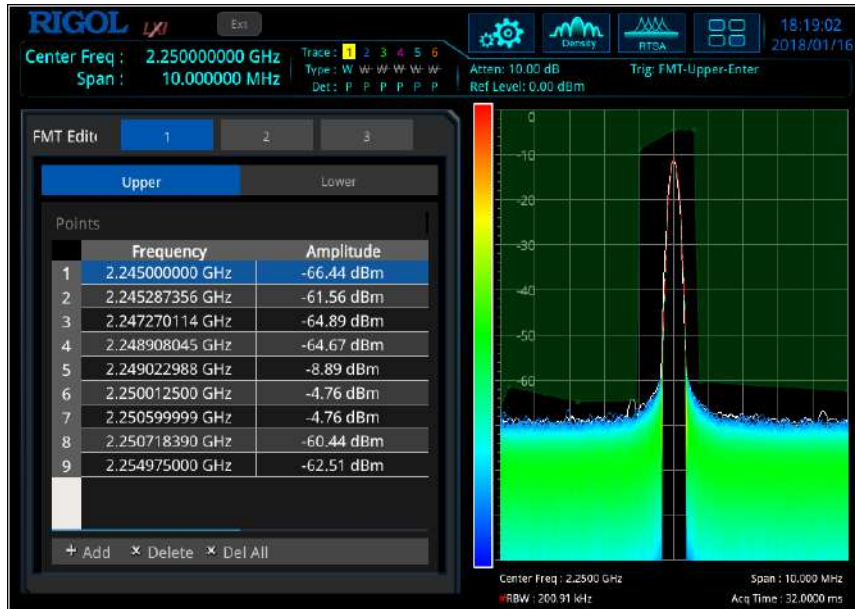 RIGOL LXI Ext
18:19:02
2018/01/16
Density RTSA
Center Freq : 2.250000000 GHz
Span : 10.000000 MHz
Trace : 1 2 3 4 5 6
Type : W W W W W W
Det : P P P P P P
Atten: 10.00 dB Trig: FMT-Upper-Enter
Ref Level: 0.00 dBm
FMT Edit 1 2 3
Upper Lower
Points
Frequency Amplitude
1 2.245000000 GHz -66.44 dBm
2 2.245287356 GHz -61.56 dBm
3 2.247270114 GHz -64.89 dBm
4 2.248908045 GHz -64.67 dBm
5 2.249022988 GHz -8.89 dBm
6 2.250012500 GHz -4.76 dBm
7 2.250599999 GHz -4.76 dBm
8 2.250718390 GHz -60.44 dBm
9 2.254975000 GHz -62.51 dBm
+ Add × Delete × Del All
0
-10
-20
-30
-40
-50
-60
Center Freq : 2.2500 GHz Span : 10.000 MHz
#RBW : 200.91 kHz Acq Time : 32.0000 ms